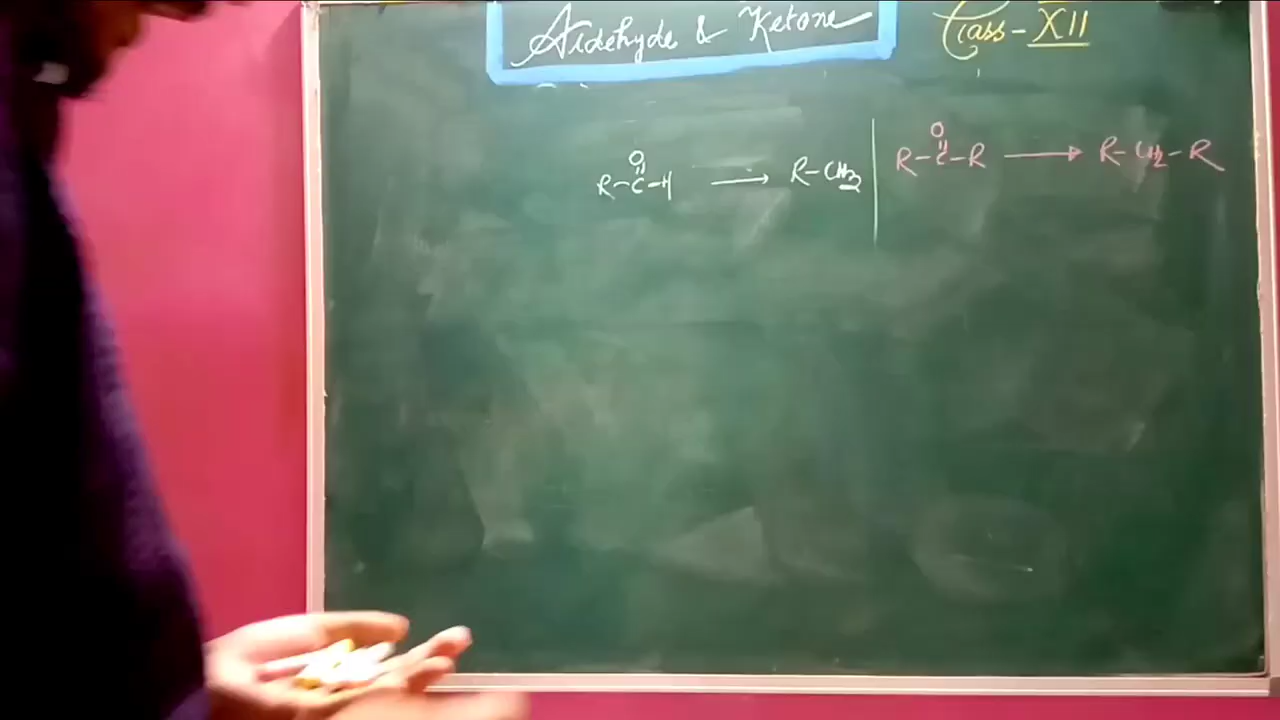 Aldehyde & Ketone
Class - XII
O
R-C-H → R-CH3
O
R-C-R → R-CH2-R